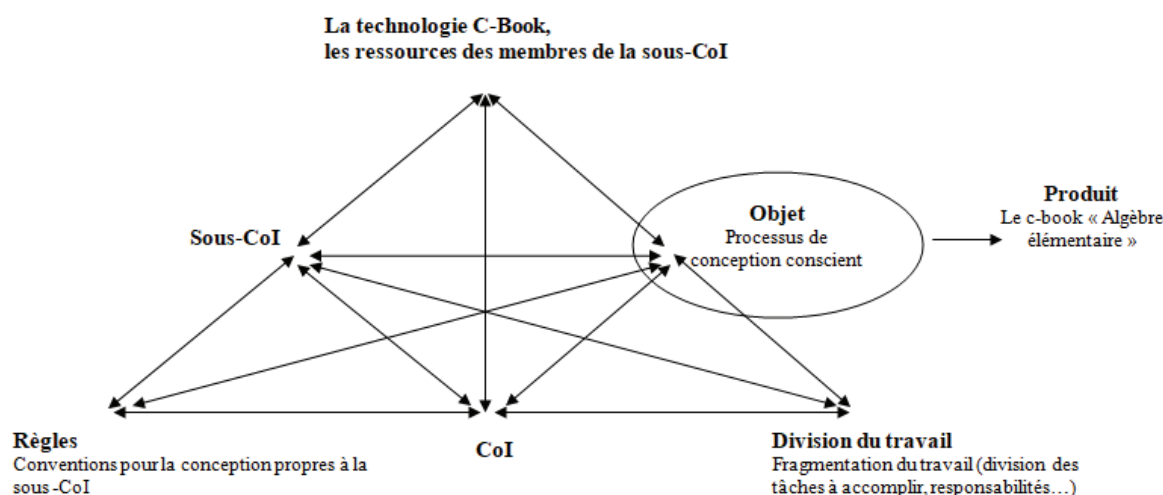 La technologie C-Book,
les ressources des membres de la sous-CoI
Sous-CoI
Objet
Processus de
conception conscient
Produit
Le c-book « Algèbre
élémentaire »
Règles
Conventions pour la conception propres à la
sous-CoI
CoI
Division du travail
Fragmentation du travail (division des
tâches à accomplir, responsabilités…)